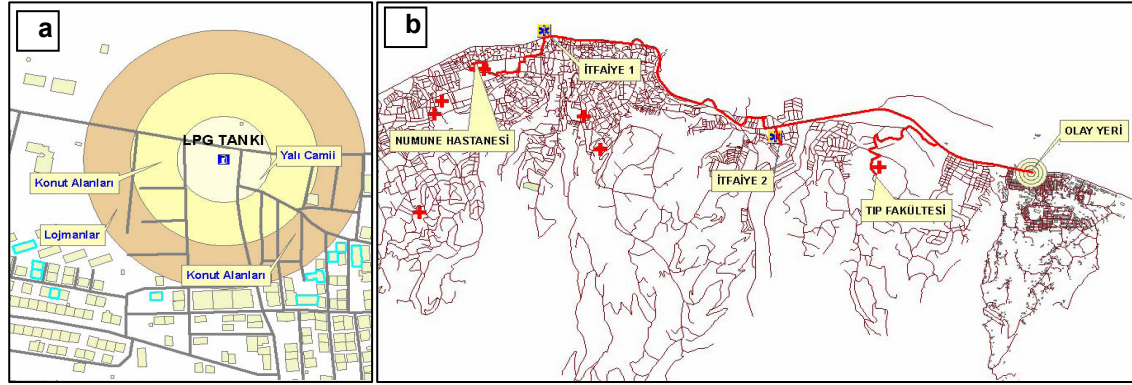 a
LPG TANKI
Yalı Camii
Konut Alanları
Lojmanlar
Konut Alanları
b
İTFAİYE 1
NUMUNE HASTANESİ
OLAY YERİ
İTFAİYE 2
TIP FAKÜLTESİ